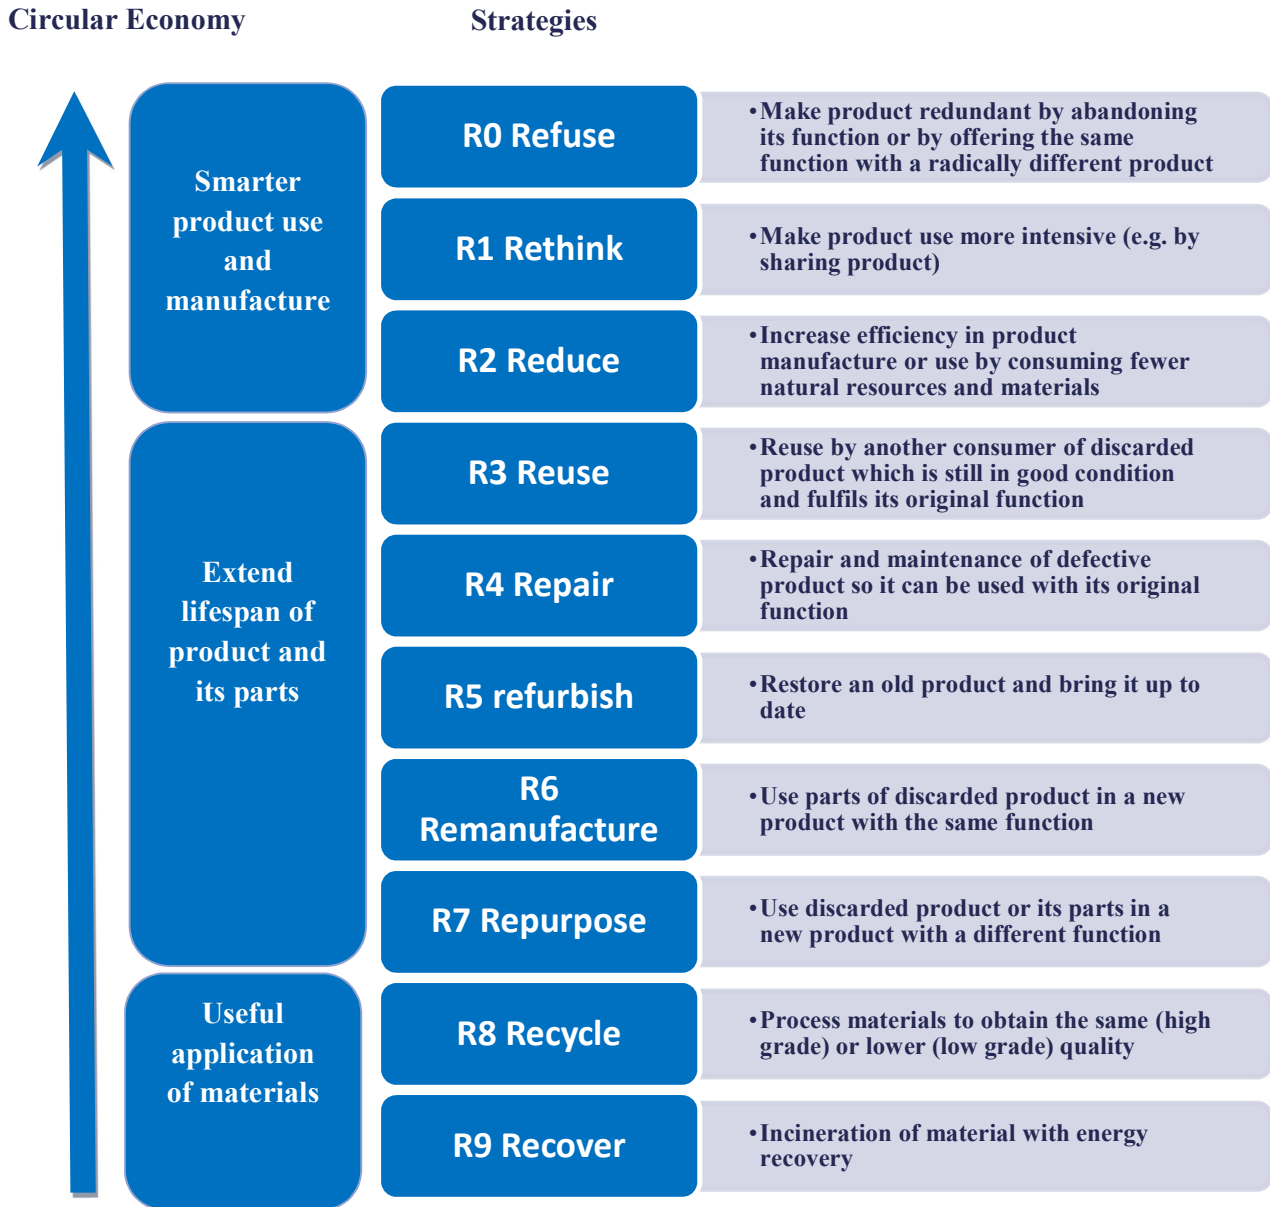 Circular Economy
Strategies
Smarter
product use
and
manufacture
R0 Refuse
•Make product redundant by abandoning
its function or by offering the same
function with a radically different product
R1 Rethink
•Make product use more intensive (e.g. by
sharing product)
R2 Reduce
•Increase efficiency in product
manufacture or use by consuming fewer
natural resources and materials
Extend
lifespan of
product and
its parts
R3 Reuse
•Reuse by another consumer of discarded
product which is still in good condition
and fulfils its original function
R4 Repair
•Repair and maintenance of defective
product so it can be used with its original
function
R5 refurbish
•Restore an old product and bring it up to
date
R6
Remanufacture
•Use parts of discarded product in a new
product with the same function
R7 Repurpose
•Use discarded product or its parts in a
new product with a different function
Useful
application
of materials
R8 Recycle
•Process materials to obtain the same (high
grade) or lower (low grade) quality
R9 Recover
•Incineration of material with energy
recovery